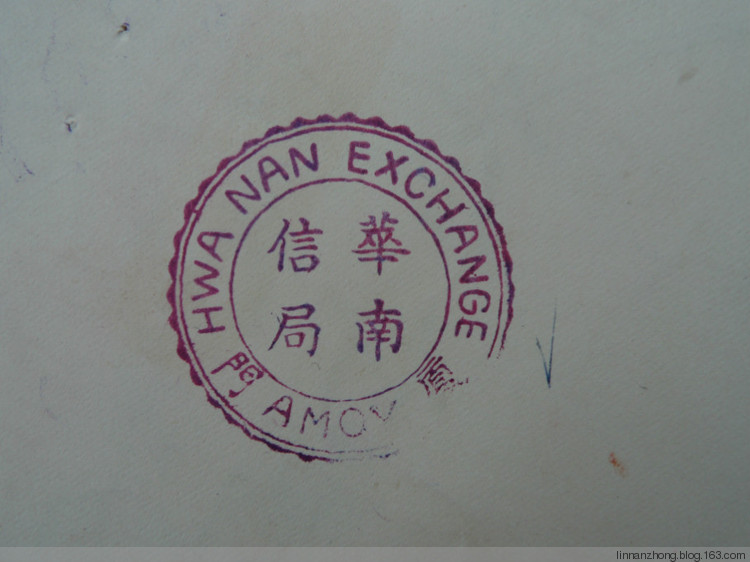 HWA NAN EXCHANGE
華南
信局
廈 AMOY 門
linnanzhong.blog.163.com